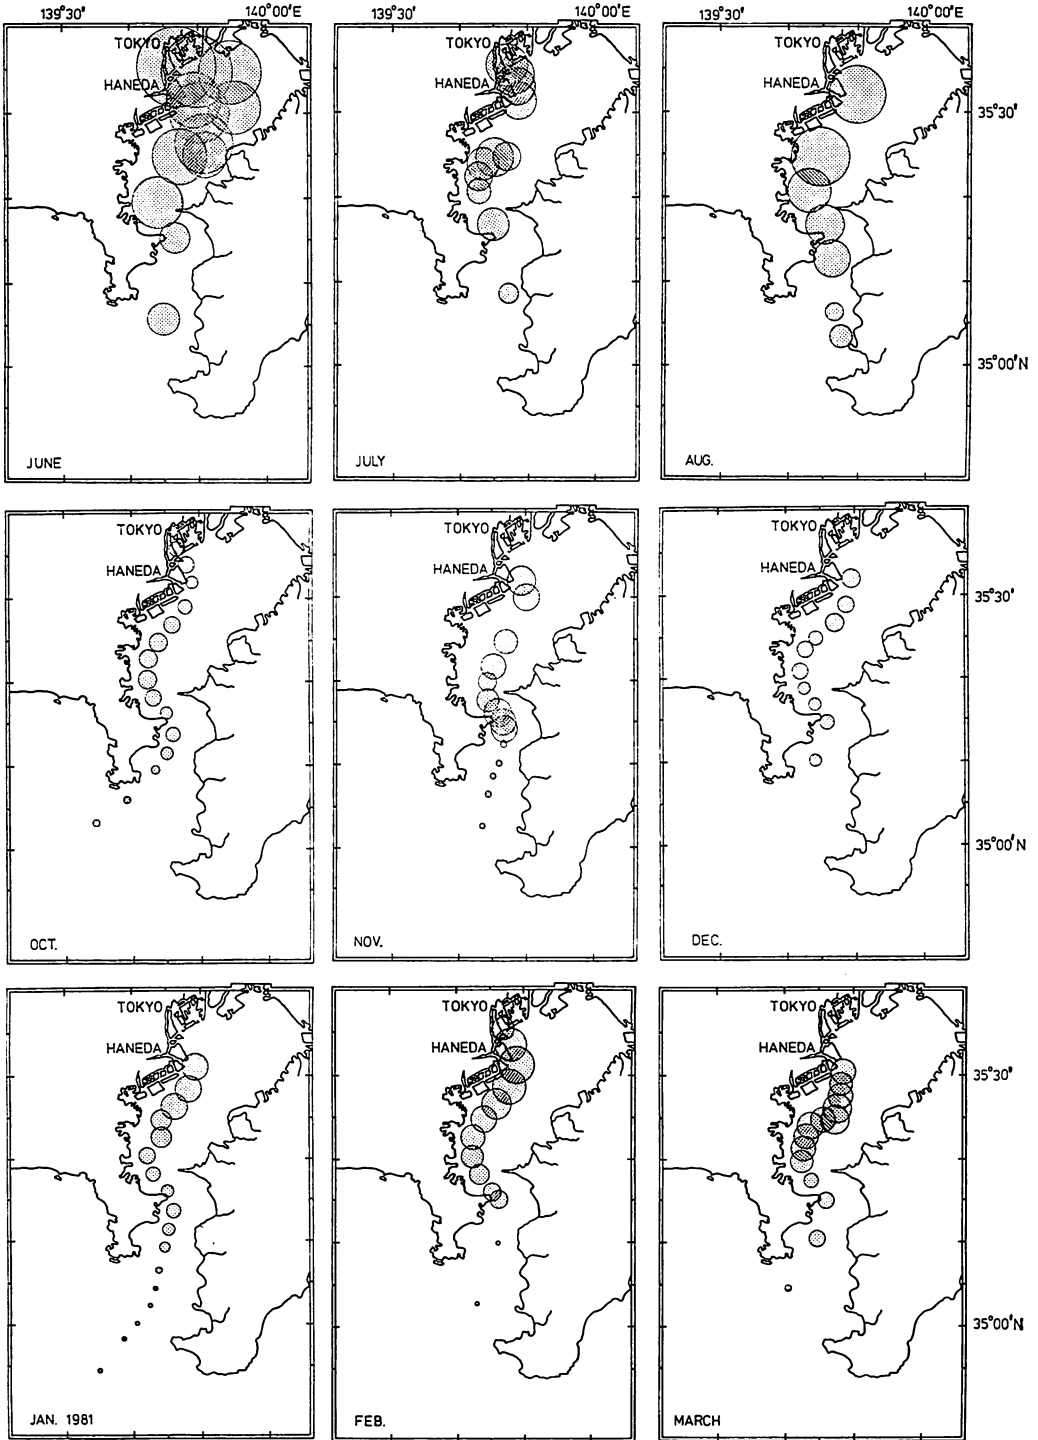 139°30' 140°00'E 139°30' 140°00'E 139°30' 140°00'E
TOKYO TOKYO TOKYO
HANEDA HANEDA HANEDA
35°30'
35°00'N
JUNE JULY AUG.
TOKYO TOKYO TOKYO
HANEDA HANEDA HANEDA
35°30'
35°00'N
OCT. NOV. DEC.
TOKYO TOKYO TOKYO
HANEDA HANEDA HANEDA
35°30'
35°00'N
JAN. 1981 FEB. MARCH